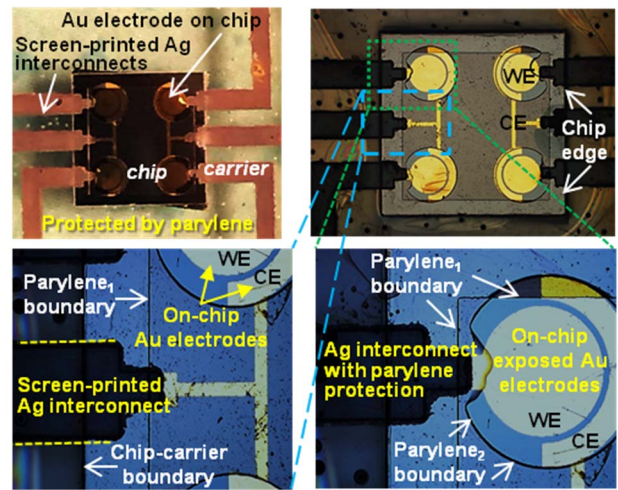 Au electrode on chip
Screen-printed Ag
interconnects
chip
carrier
Protected by parylene
WE
CE
Chip
edge
WE
CE
Parylene1
boundary
On-chip
Au electrodes
Screen-printed
Ag interconnect
Chip-carrier
boundary
Parylene1
boundary
Ag interconnect
with parylene
protection
On-chip
exposed Au
electrodes
WE
CE
Parylene2
boundary